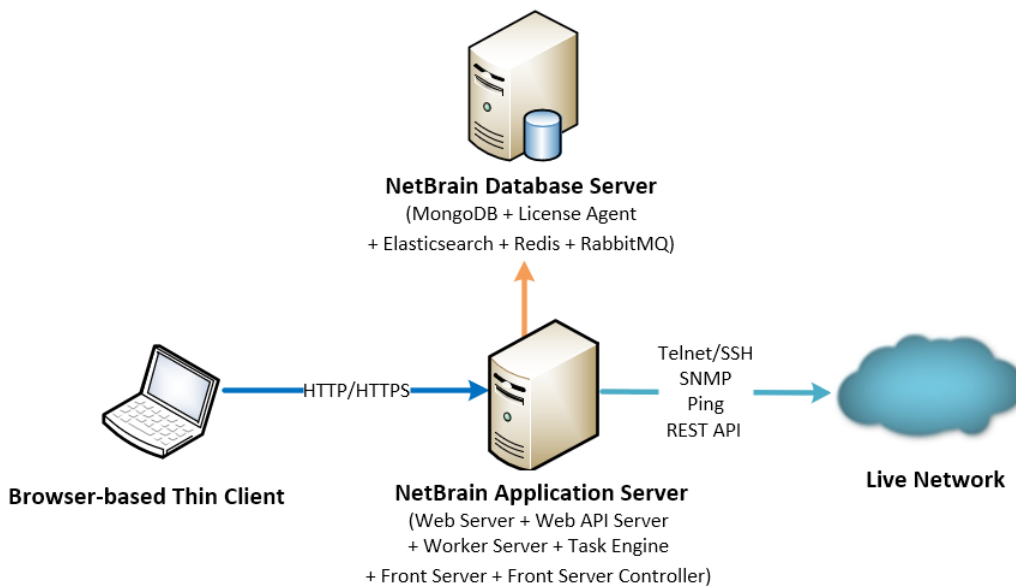 NetBrain Database Server
(MongoDB + License Agent
+ Elasticsearch + Redis + RabbitMQ)
HTTP/HTTPS
Telnet/SSH
SNMP
Ping
REST API
Browser-based Thin Client
NetBrain Application Server
(Web Server + Web API Server
+ Worker Server + Task Engine
+ Front Server + Front Server Controller)
Live Network